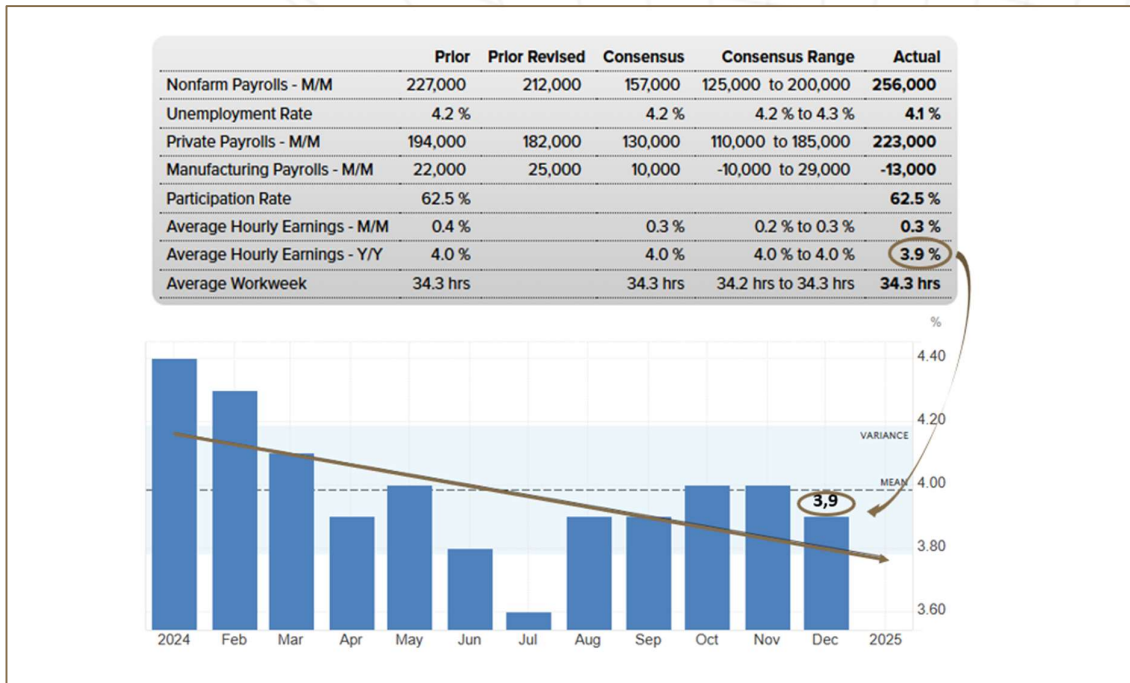 Prior Prior Revised Consensus Consensus Range Actual
Nonfarm Payrolls - M/M 227,000 212,000 157,000 125,000 to 200,000 256,000
Unemployment Rate 4.2 % 4.2 % 4.2 % to 4.3 % 4.1 %
Private Payrolls - M/M 194,000 182,000 130,000 110,000 to 185,000 223,000
Manufacturing Payrolls - M/M 22,000 25,000 10,000 -10,000 to 29,000 -13,000
Participation Rate 62.5 % 62.5 %
Average Hourly Earnings - M/M 0.4 % 0.3 % 0.2 % to 0.3 % 0.3 %
Average Hourly Earnings - Y/Y 4.0 % 4.0 % 4.0 % to 4.0 % 3.9 %
Average Workweek 34.3 hrs 34.3 hrs 34.2 hrs to 34.3 hrs 34.3 hrs
%
4.40
4.20
VARIANCE
MEAN
4.00
3,9
3.80
3.60
2024 Feb Mar Apr May Jun Jul Aug Sep Oct Nov Dec 2025